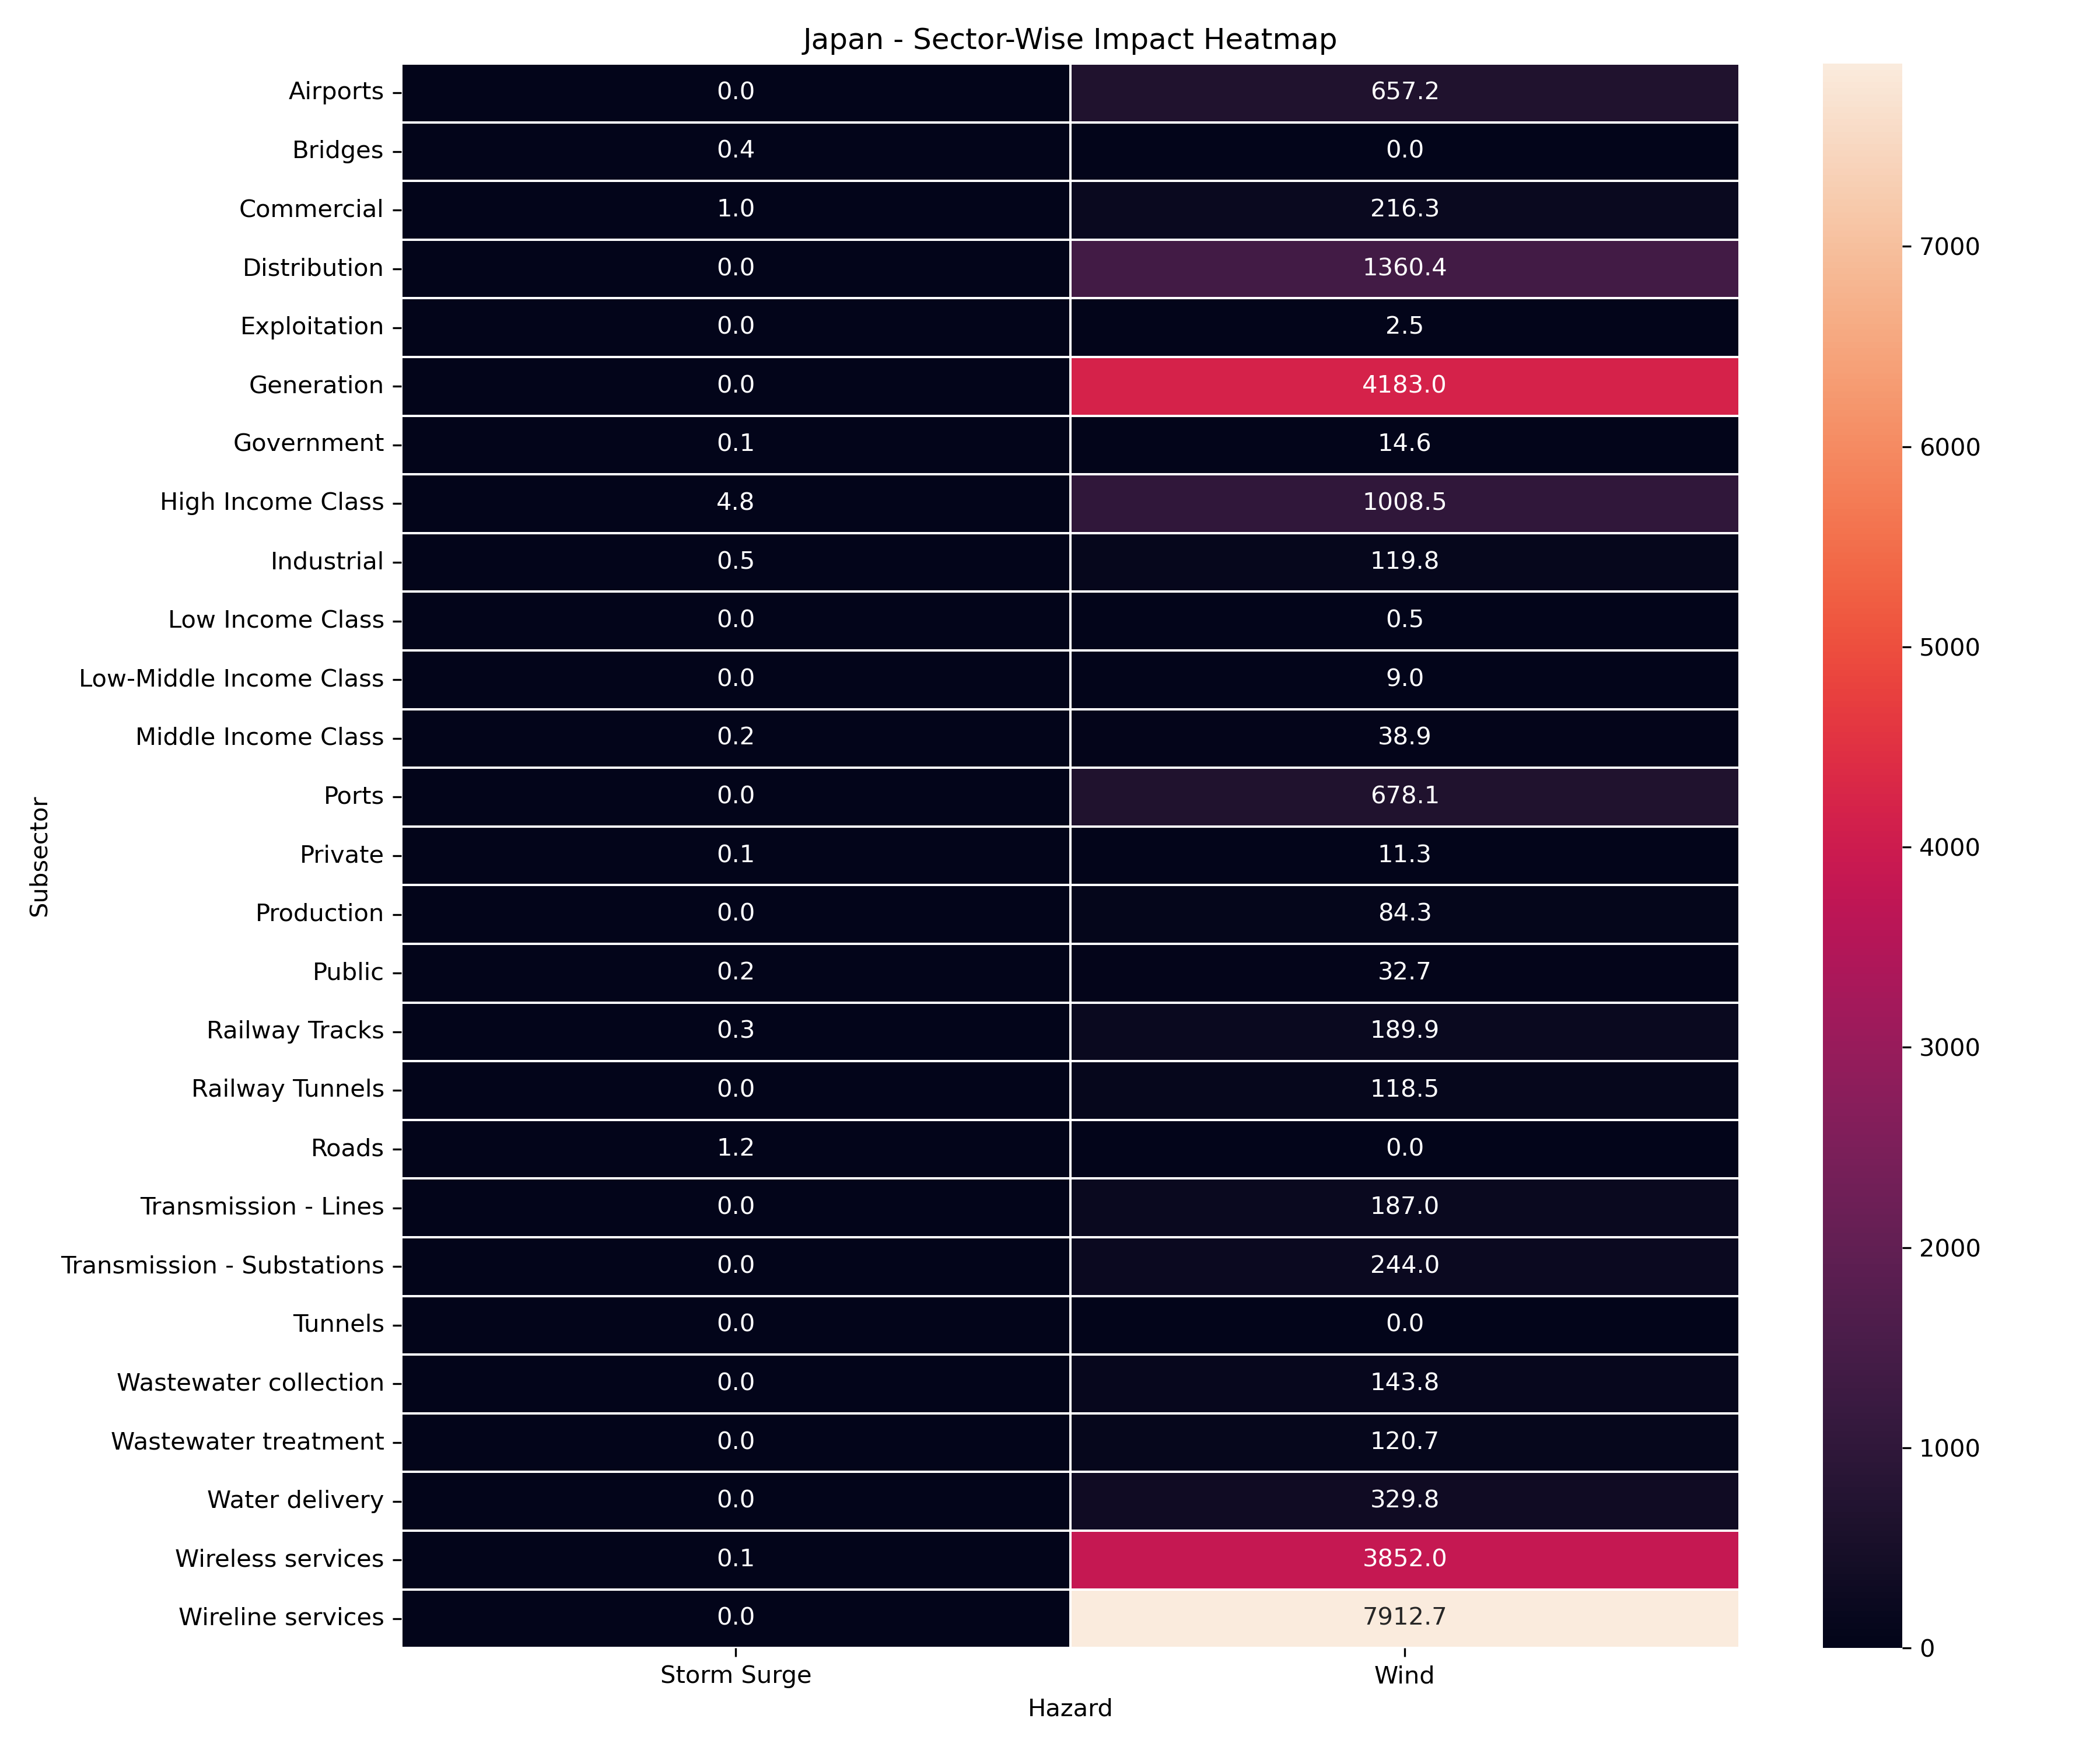 Japan - Sector-Wise Impact Heatmap
Airports 0.0 657.2
Bridges 0.4 0.0
Commercial 1.0 216.3
Distribution 0.0 1360.4
Exploitation 0.0 2.5
Generation 0.0 4183.0
Government 0.1 14.6
High Income Class 4.8 1008.5
Industrial 0.5 119.8
Low Income Class 0.0 0.5
Low-Middle Income Class 0.0 9.0
Middle Income Class 0.2 38.9
Ports 0.0 678.1
Private 0.1 11.3
Production 0.0 84.3
Public 0.2 32.7
Railway Tracks 0.3 189.9
Railway Tunnels 0.0 118.5
Roads 1.2 0.0
Transmission - Lines 0.0 187.0
Transmission - Substations 0.0 244.0
Tunnels 0.0 0.0
Wastewater collection 0.0 143.8
Wastewater treatment 0.0 120.7
Water delivery 0.0 329.8
Wireless services 0.1 3852.0
Wireline services 0.0 7912.7
Storm Surge Wind
Hazard
Subsector
7000
6000
5000
4000
3000
2000
1000
0